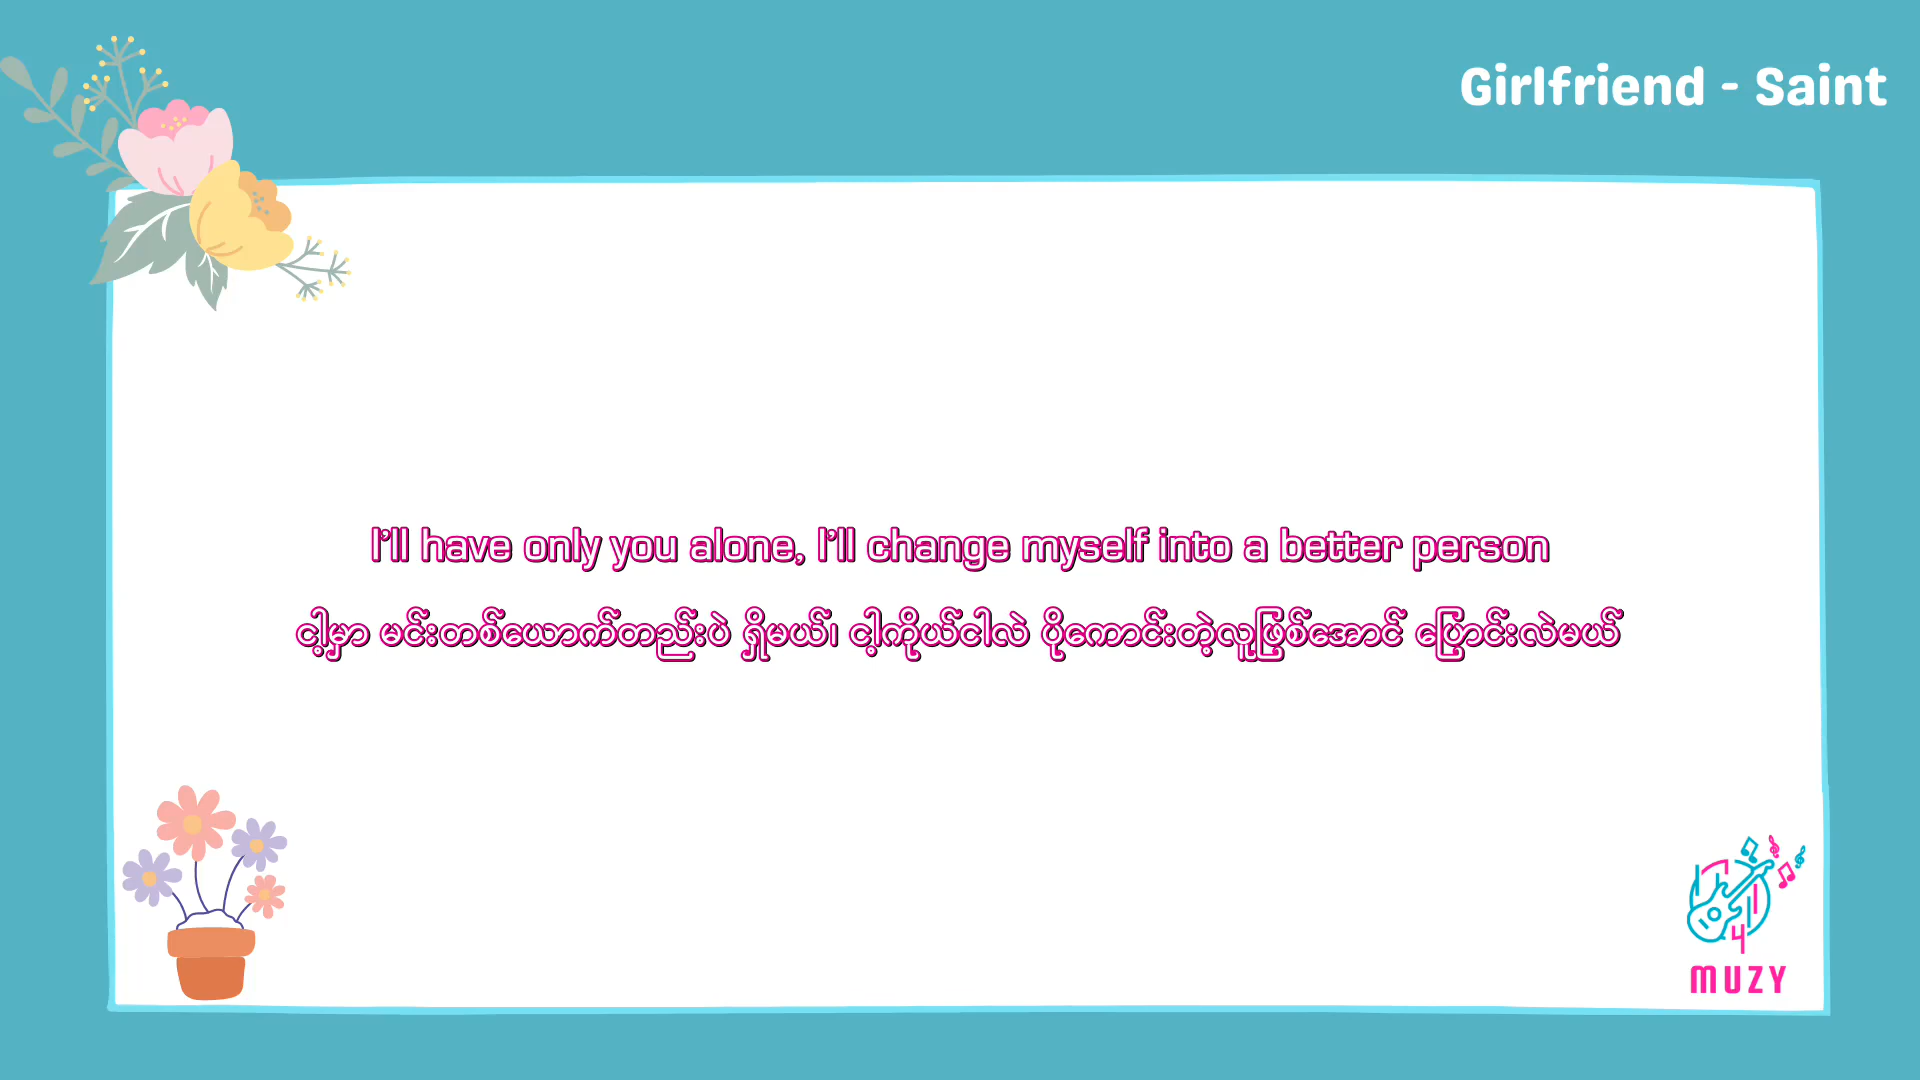 Girlfriend - Saint
I'll have only you alone, I'll change myself into a better person
ငါ့မှာ မင်းတစ်ယောက်တည်းပဲ ရှိမယ်၊ ငါ့ကိုယ်ငါလဲ ပိုကောင်းတဲ့လူဖြစ်အောင် ပြောင်းလဲမယ်
4
MUZY